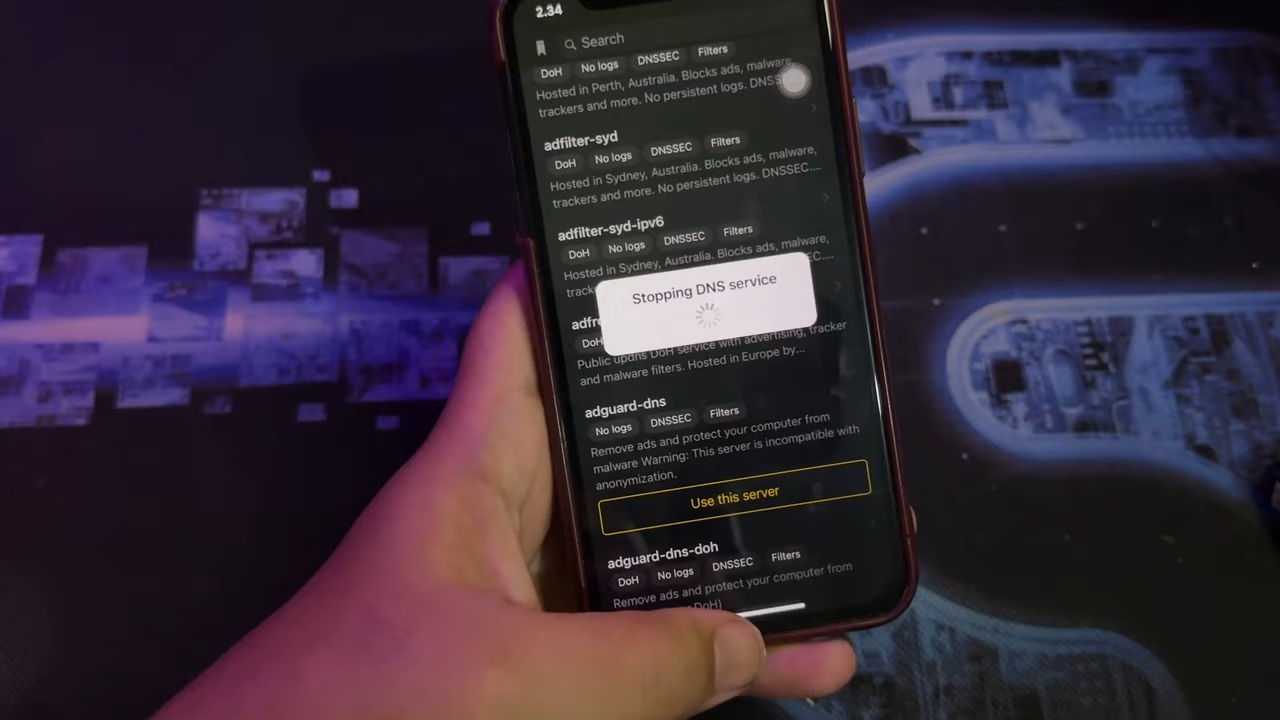 2.34
Search
DoH No logs DNSSEC Filters
Hosted in Perth, Australia. Blocks ads, malware,
trackers and more. No persistent logs. DNSS
adfilter-syd
DoH No logs DNSSEC Filters
Hosted in Sydney, Australia. Blocks ads, malware,
trackers and more. No persistent logs. DNSSEC....
adfilter-syd-ipv6
DoH No logs DNSSEC Filters
Hosted in Sydney, Australia. Blocks ads, malware,
track EC....
Stopping DNS service
adfr
DoH
Public updns DoH service with advertising, tracker
and malware filters. Hosted in Europe by...
adguard-dns
No logs DNSSEC Filters
Remove ads and protect your computer from
malware Warning: This server is incompatible with
anonymization.
Use this server
adguard-dns-doh
DoH No logs DNSSEC Filters
Remove ads and protect your computer from
DoH)